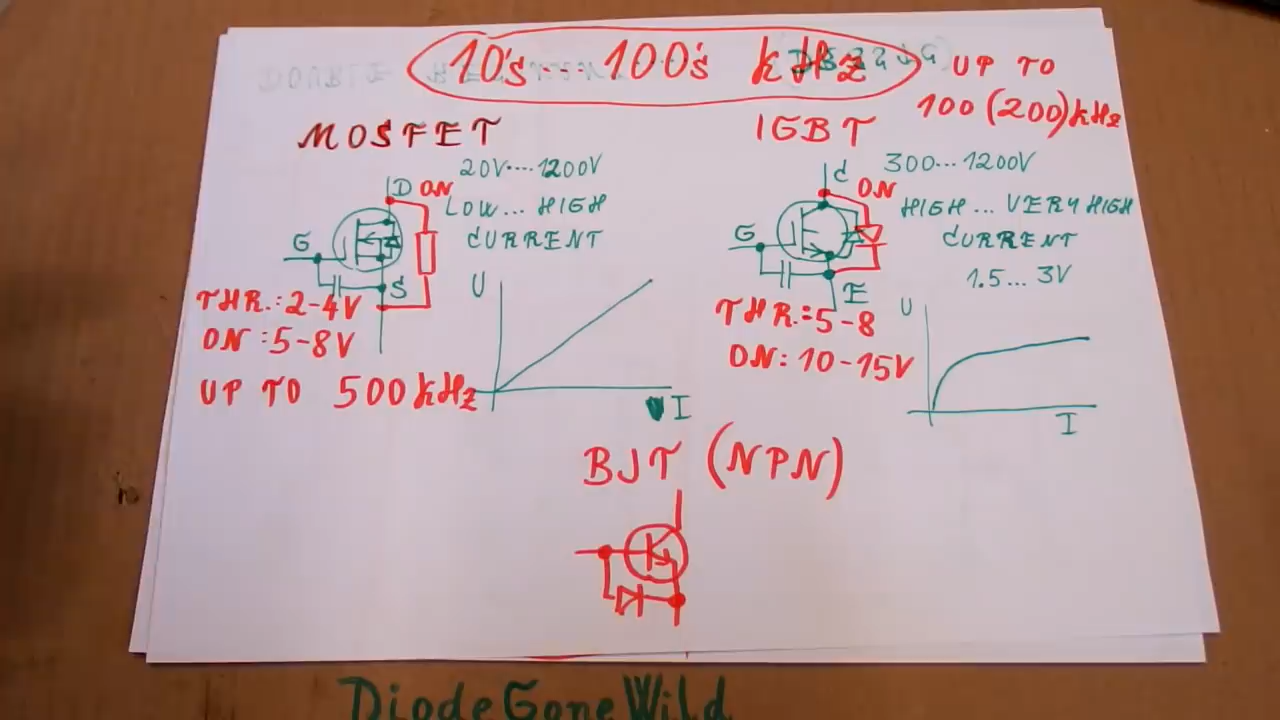 10's... 100's kHz
UP TO
100 (200) kHz
MOSFET
20V....1200V
LOW... HIGH
CURRENT
D ON
G
S
THR.: 2-4V
ON: 5-8V
UP TO 500kHz
U
I
IGBT
300...1200V
HIGH... VERY HIGH
CURRENT
1.5... 3V
C ON
G
E
THR.: 5-8
ON: 10-15V
U
I
BJT (NPN)
DiodeGoneWild